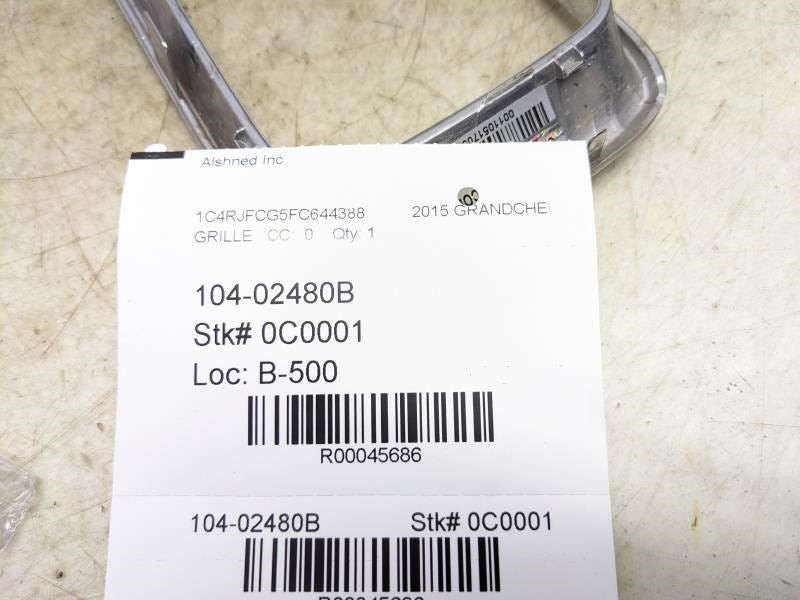 Alshned Inc
1C4RJFCG5FC644388 2015 GRANDCHE
GRILLE CC: 0 Qty: 1
104-02480B
Stk# 0C0001
Loc: B-500
R00045686
104-02480B Stk# 0C0001
R00045686